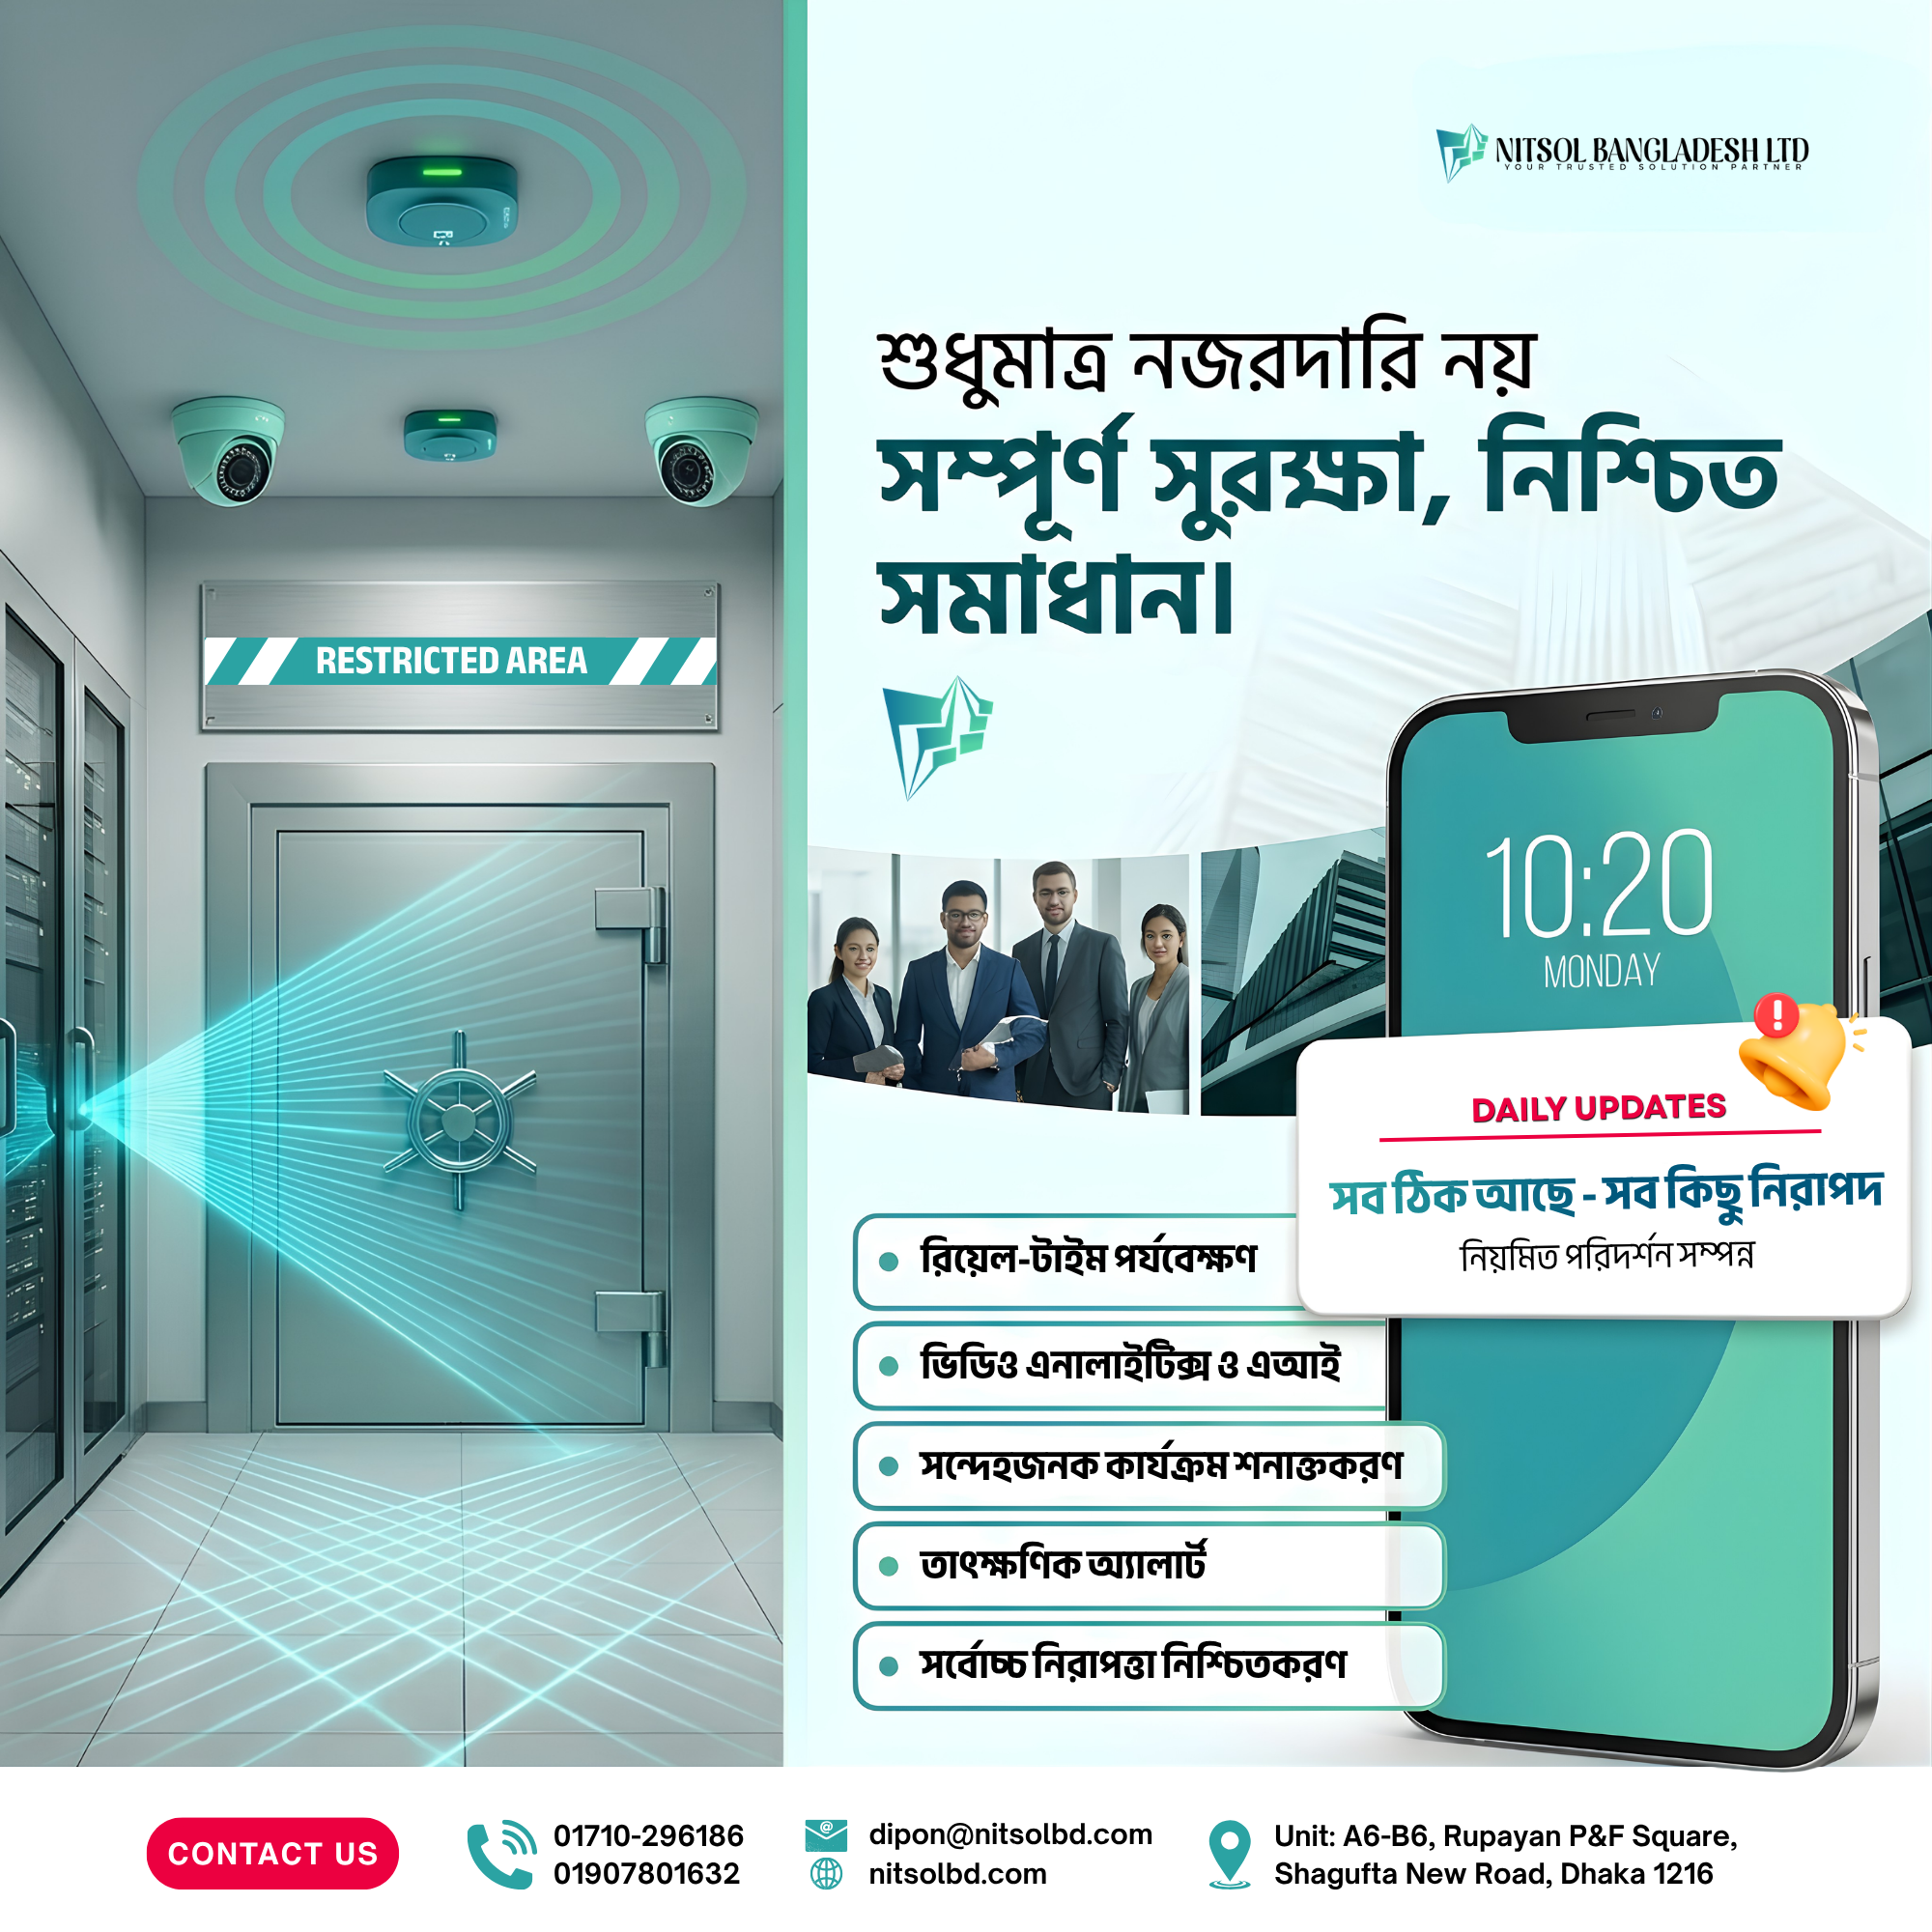 NITSOL BANGLADESH LTD
YOUR TRUSTED SOLUTION PARTNER
শুধুমাত্র নজরদারি নয়
সম্পূর্ণ সুরক্ষা, নিশ্চিত
সমাধান।
RESTRICTED AREA
10:20
MONDAY
DAILY UPDATES
সব ঠিক আছে - সব কিছু নিরাপদ
নিয়মিত পরিদর্শন সম্পন্ন
রিয়েল-টাইম পর্যবেক্ষণ
ভিডিও এনালাইটিক্স ও এআই
সন্দেহজনক কার্যক্রম শনাক্তকরণ
তাৎক্ষণিক অ্যালার্ট
সর্বোচ্চ নিরাপত্তা নিশ্চিতকরণ
CONTACT US
01710-296186
01907801632
dipon@nitsolbd.com
nitsolbd.com
Unit: A6-B6, Rupayan P&F Square,
Shagufta New Road, Dhaka 1216